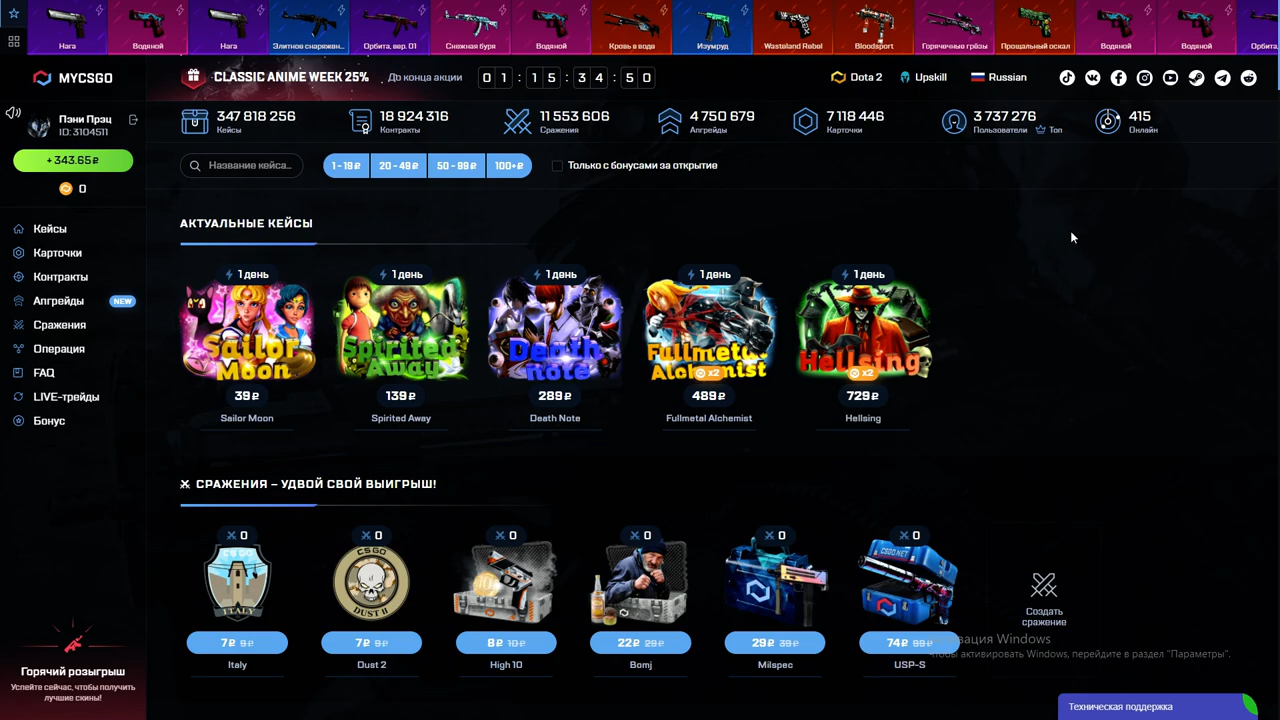 Нага
Водяной
Нага
Элитное снаряжен...
Орбита, вер. 01
Снежная буря
Водяной
Кровь в воде
Изумруд
Wasteland Rebel
Bloodsport
Горячечные грёзы
Прощальный оскал
Водяной
Водяной
Орбита
MYCSGO
CLASSIC ANIME WEEK 25%
До конца акции
0 1 : 1 5 : 3 4 : 5 0
Dota 2
Upskill
Russian
Пэни Прэц
ID: 3104511
+ 343.65₽
0
347 818 256
Кейсы
18 924 316
Контракты
11 553 606
Сражения
4 750 679
Апгрейды
7 118 446
Карточки
3 737 276
Пользователи
Топ
415
Онлайн
Название кейса...
1 - 19₽
20 - 49₽
50 - 99₽
100+₽
Только с бонусами за открытие
Кейсы
Карточки
Контракты
Апгрейды NEW
Сражения
Операция
FAQ
LIVE-трейды
Бонус
АКТУАЛЬНЫЕ КЕЙСЫ
1 день
1 день
1 день
1 день
1 день
Sailor Moon
Spirited Away
Death Note
Fullmetal Alchemist
Hellsing
x2
x2
39₽
139₽
289₽
489₽
729₽
Sailor Moon
Spirited Away
Death Note
Fullmetal Alchemist
Hellsing
СРАЖЕНИЯ – УДВОЙ СВОЙ ВЫИГРЫШ!
0
0
0
0
0
0
CS GO
ITALY
CS GO
DUST II
CSGO.NET
7₽ 9₽
7₽ 9₽
8₽ 10₽
22₽ 29₽
29₽ 39₽
74₽ 99₽
Italy
Dust 2
High 10
Bomj
Milspec
USP-S
Создать
сражение
вация Windows
Чтобы активировать Windows, перейдите в раздел "Параметры".
Горячий розыгрыш
Успейте сейчас, чтобы получить
лучшие скины!
Техническая поддержка